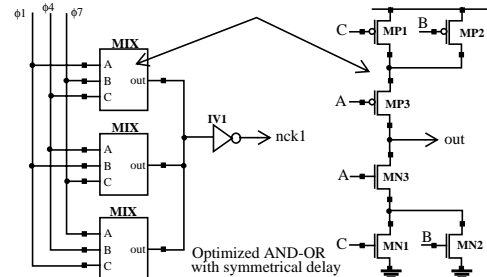 ϕ1 ϕ4 ϕ7
MIX
A
B
C
out
MIX
A
B
C
out
MIX
A
B
C
out
IV1
nck1
Optimized AND-OR
with symmetrical delay
C MP1 B MP2
A MP3
out
A MN3
C MN1 B MN2